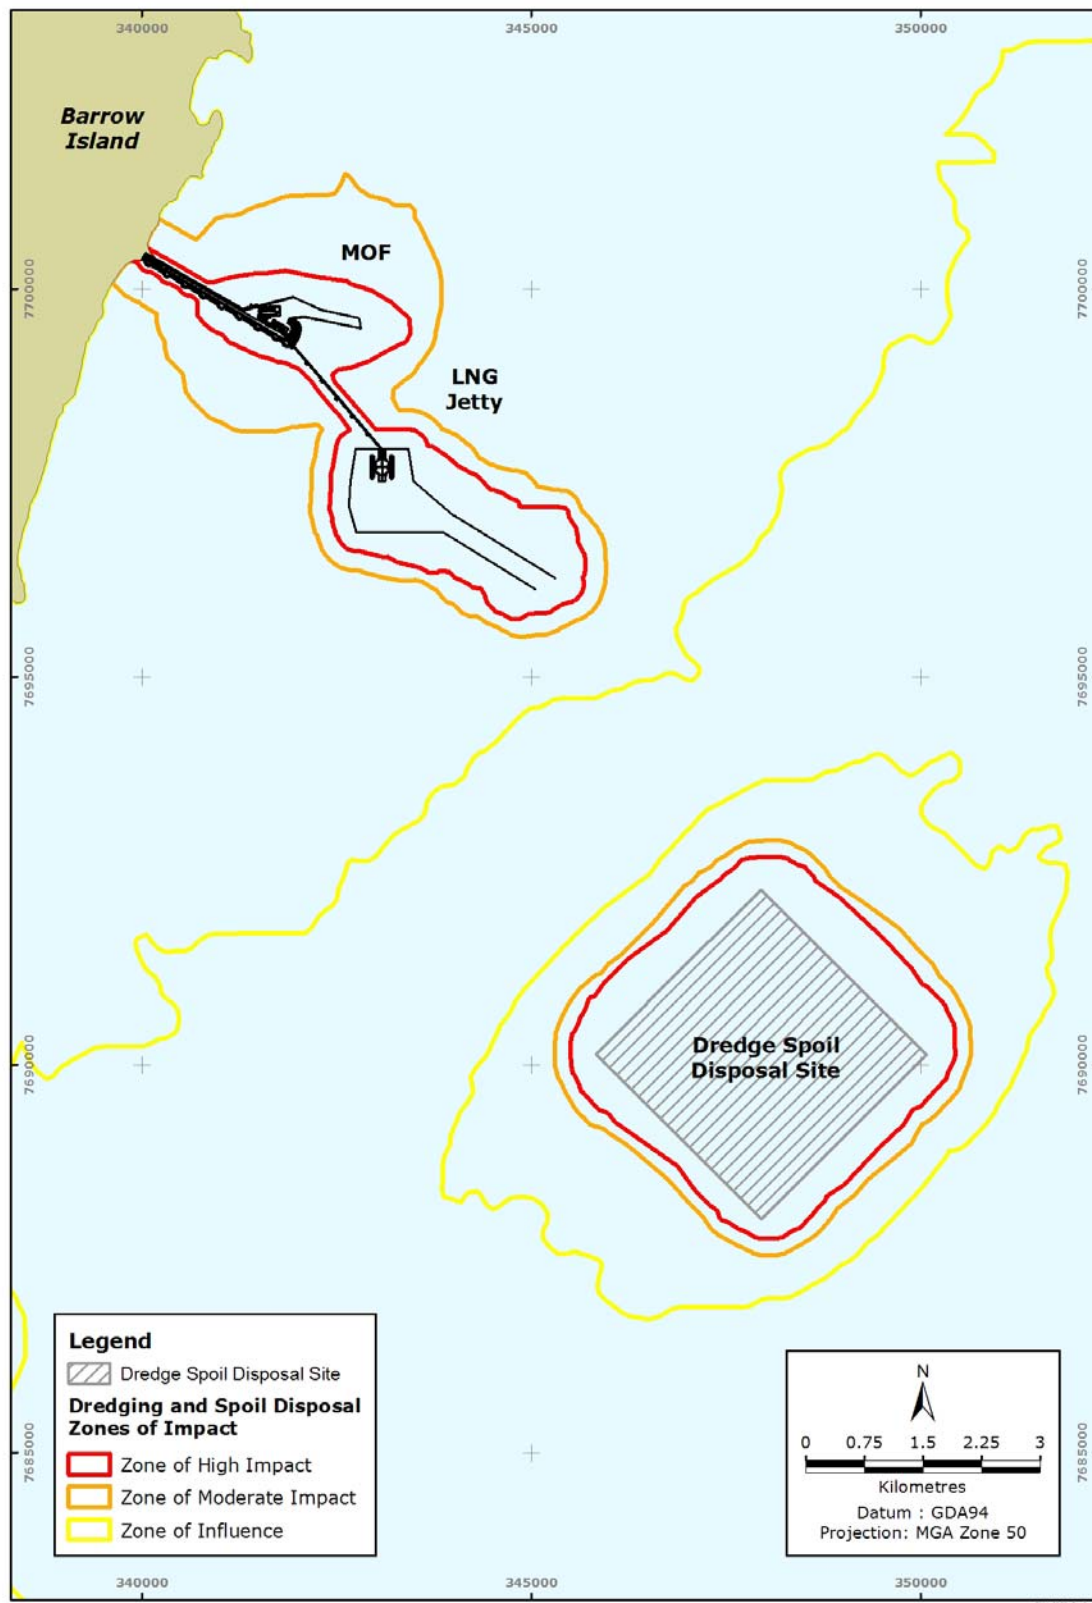 340000
345000
350000
Barrow
Island
MOF
7700000
7700000
LNG
Jetty
7695000
7695000
Dredge Spoil
Disposal Site
7690000
7690000
Legend
Dredge Spoil Disposal Site
Dredging and Spoil Disposal
Zones of Impact
Zone of High Impact
Zone of Moderate Impact
Zone of Influence
N
0 0.75 1.5 2.25 3
Kilometres
Datum : GDA94
Projection: MGA Zone 50
7685000
7685000
340000
345000
350000